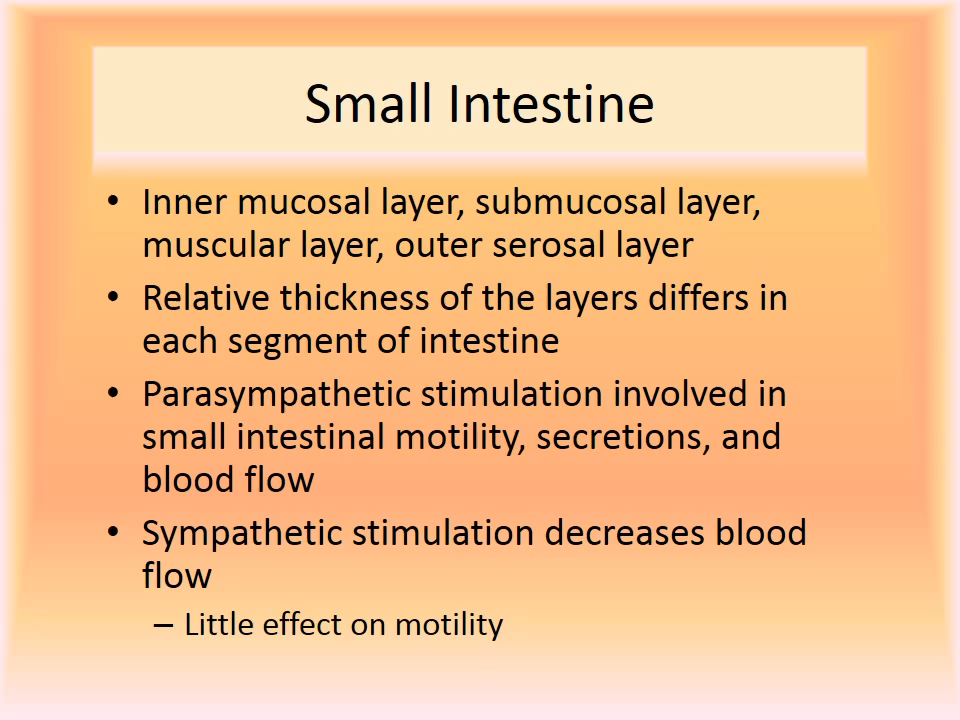 Small Intestine
• Inner mucosal layer, submucosal layer,
muscular layer, outer serosal layer
• Relative thickness of the layers differs in
each segment of intestine
• Parasympathetic stimulation involved in
small intestinal motility, secretions, and
blood flow
• Sympathetic stimulation decreases blood
flow
– Little effect on motility